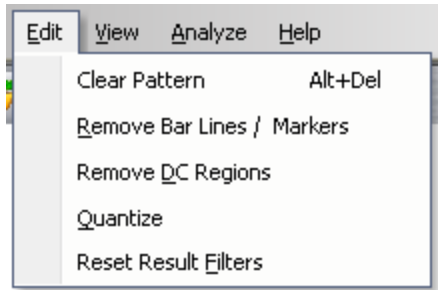 Edit View Analyze Help
Clear Pattern Alt+Del
Remove Bar Lines / Markers
Remove DC Regions
Quantize
Reset Result Filters